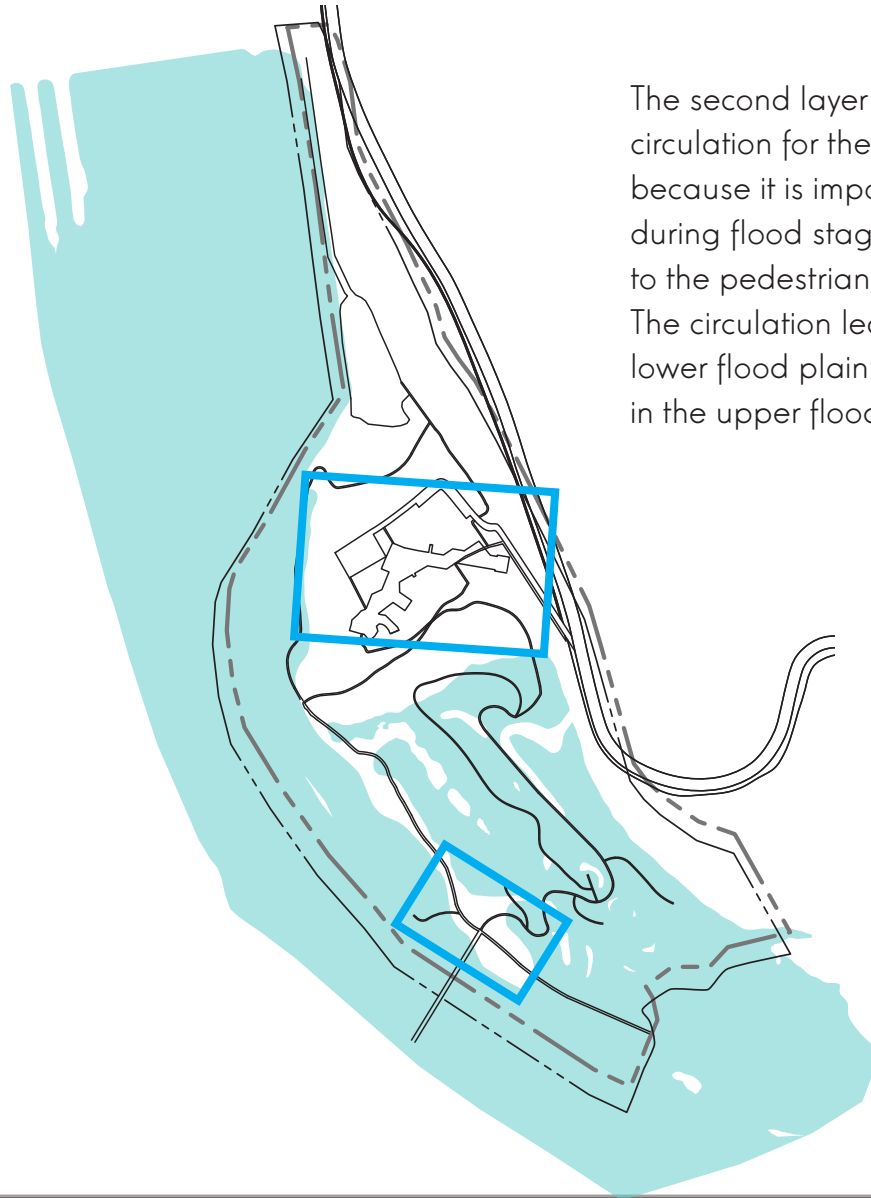 The second layer
circulation for the
because it is impo
during flood stag
to the pedestrian
The circulation lea
lower flood plain
in the upper flood